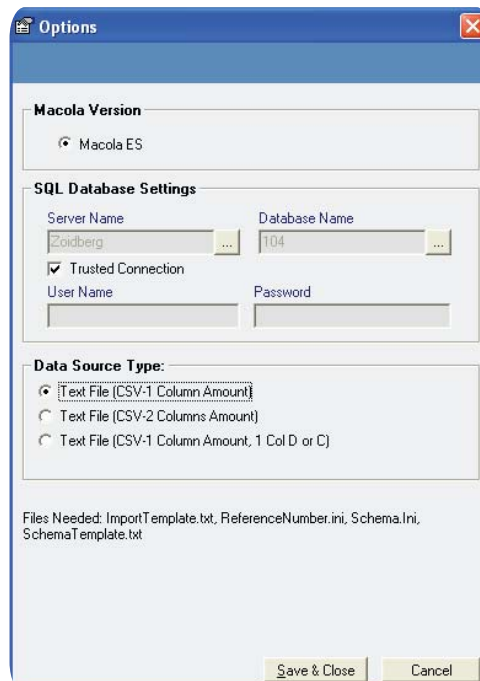 Options
Macola Version
Macola ES
SQL Database Settings
Server Name Database Name
Zoidberg ... 104 ...
Trusted Connection
User Name Password
Data Source Type:
Text File (CSV-1 Column Amount)
Text File (CSV-2 Columns Amount)
Text File (CSV-1 Column Amount, 1 Col D or C)
Files Needed: ImportTemplate.txt, ReferenceNumber.ini, Schema.Ini,
SchemaTemplate.txt
Save & Close Cancel